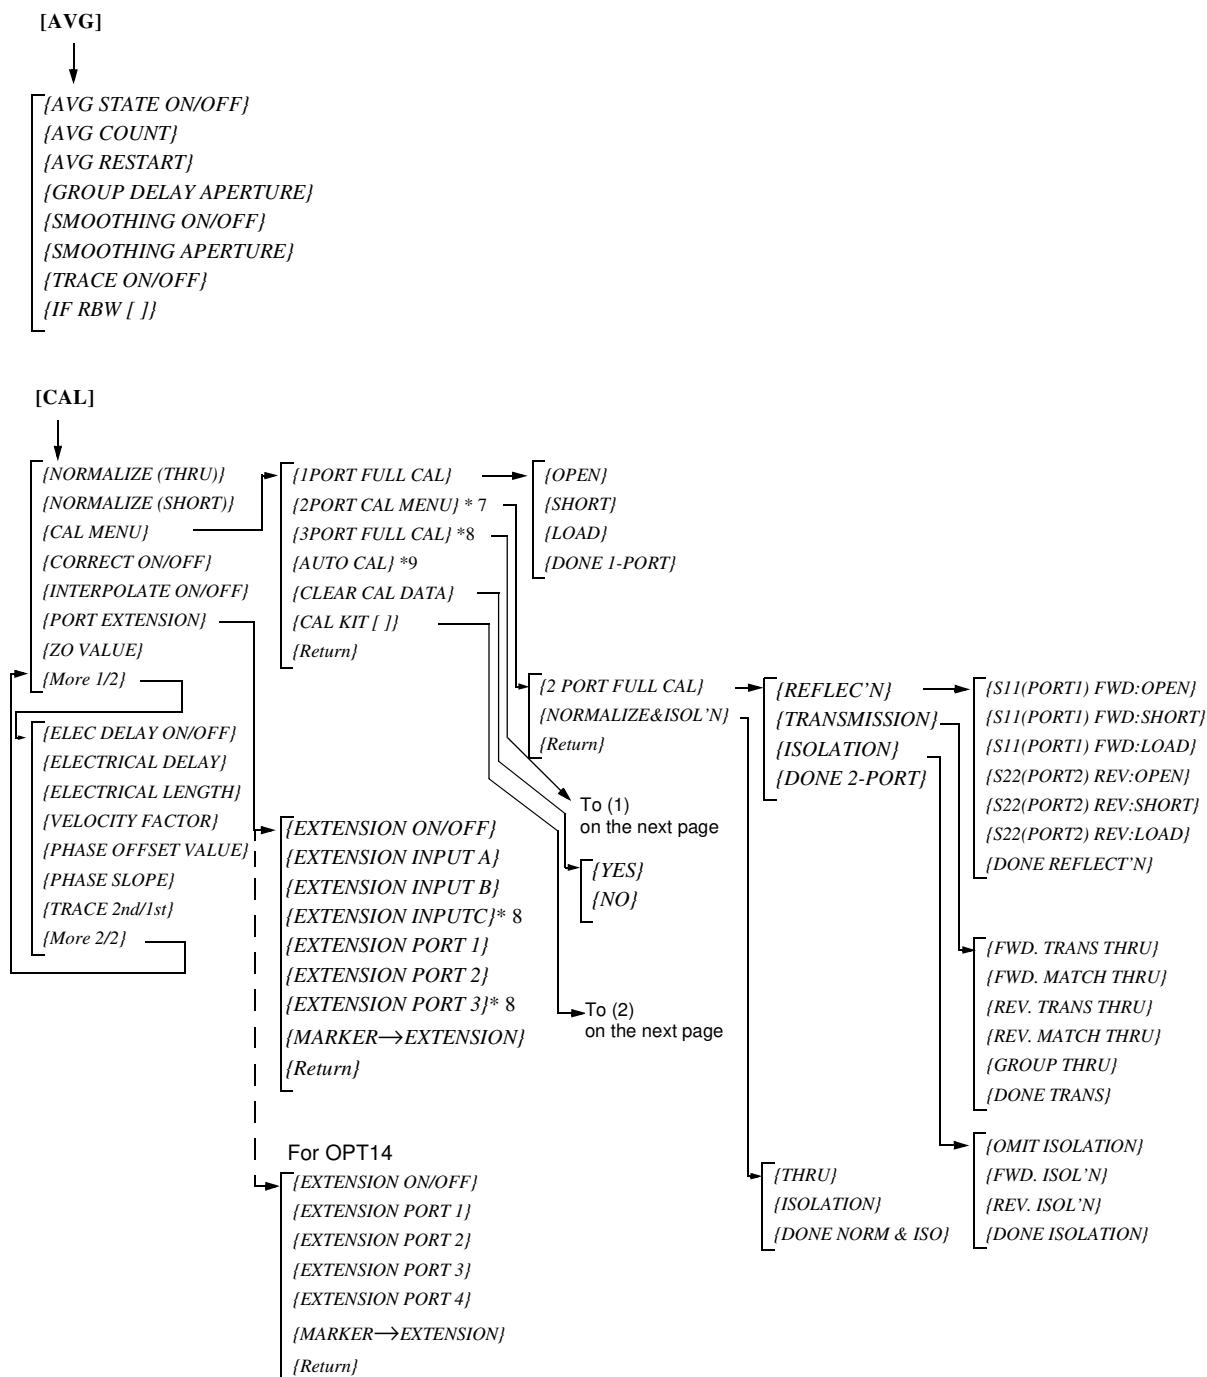 [AVG]
{AVG STATE ON/OFF}
{AVG COUNT}
{AVG RESTART}
{GROUP DELAY APERTURE}
{SMOOTHING ON/OFF}
{SMOOTHING APERTURE}
{TRACE ON/OFF}
{IF RBW [ ]}
[CAL]
{NORMALIZE (THRU)}
{NORMALIZE (SHORT)}
{CAL MENU}
{CORRECT ON/OFF}
{INTERPOLATE ON/OFF}
{PORT EXTENSION}
{ZO VALUE}
{More 1/2}
{ELEC DELAY ON/OFF}
{ELECTRICAL DELAY}
{ELECTRICAL LENGTH}
{VELOCITY FACTOR}
{PHASE OFFSET VALUE}
{PHASE SLOPE}
{TRACE 2nd/1st}
{More 2/2}
{1PORT FULL CAL}
{2PORT CAL MENU} * 7
{3PORT FULL CAL} *8
{AUTO CAL} *9
{CLEAR CAL DATA}
{CAL KIT [ ]}
{Return}
{OPEN}
{SHORT}
{LOAD}
{DONE 1-PORT}
{2 PORT FULL CAL}
{NORMALIZE&ISOL'N}
{Return}
To (1)
on the next page
{YES}
{NO}
To (2)
on the next page
{EXTENSION ON/OFF}
{EXTENSION INPUT A}
{EXTENSION INPUT B}
{EXTENSION INPUTC}* 8
{EXTENSION PORT 1}
{EXTENSION PORT 2}
{EXTENSION PORT 3}* 8
{MARKER→EXTENSION}
{Return}
For OPT14
{EXTENSION ON/OFF}
{EXTENSION PORT 1}
{EXTENSION PORT 2}
{EXTENSION PORT 3}
{EXTENSION PORT 4}
{MARKER→EXTENSION}
{Return}
{REFLEC'N}
{TRANSMISSION}
{ISOLATION}
{DONE 2-PORT}
{S11(PORT1) FWD:OPEN}
{S11(PORT1) FWD:SHORT}
{S11(PORT1) FWD:LOAD}
{S22(PORT2) REV:OPEN}
{S22(PORT2) REV:SHORT}
{S22(PORT2) REV:LOAD}
{DONE REFLECT'N}
{FWD. TRANS THRU}
{FWD. MATCH THRU}
{REV. TRANS THRU}
{REV. MATCH THRU}
{GROUP THRU}
{DONE TRANS}
{OMIT ISOLATION}
{FWD. ISOL'N}
{REV. ISOL'N}
{DONE ISOLATION}
{THRU}
{ISOLATION}
{DONE NORM & ISO}